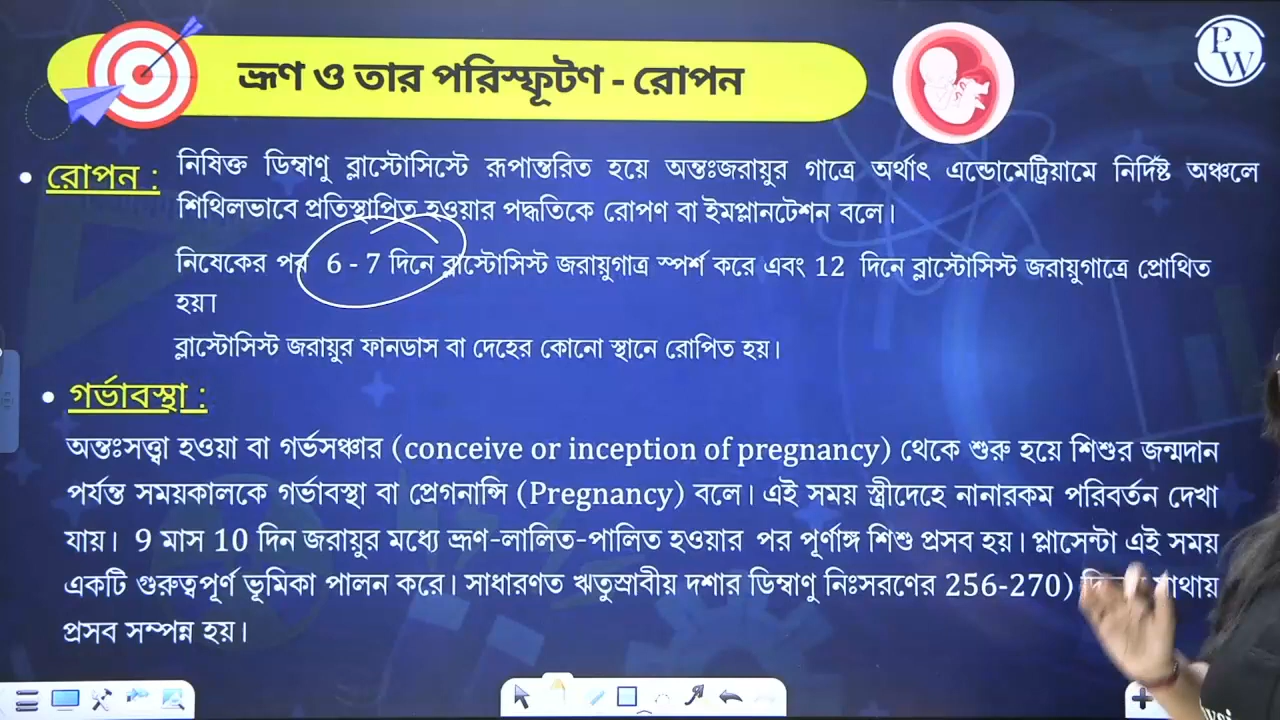 ভ্রূণ ও তার পরিস্ফূটণ - রোপন
PW
• রোপন : নিষিক্ত ডিম্বাণু ব্লাস্টোসিস্টে রূপান্তরিত হয়ে অন্তঃজরায়ুর গাত্রে অর্থাৎ এন্ডোমেট্রিয়ামে নির্দিষ্ট অঞ্চলে
শিথিলভাবে প্রতিস্থাপিত হওয়ার পদ্ধতিকে রোপণ বা ইমপ্লানটেশন বলে।
নিষেকের পর 6 - 7 দিনে ব্লাস্টোসিস্ট জরায়ুগাত্র স্পর্শ করে এবং 12 দিনে ব্লাস্টোসিস্ট জরায়ুগাত্রে প্রোথিত
হয়।
ব্লাস্টোসিস্ট জরায়ুর ফানডাস বা দেহের কোনো স্থানে রোপিত হয়।
• গর্ভাবস্থা :
অন্তঃসত্ত্বা হওয়া বা গর্ভসঞ্চার (conceive or inception of pregnancy) থেকে শুরু হয়ে শিশুর জন্মদান
পর্যন্ত সময়কালকে গর্ভাবস্থা বা প্রেগনান্সি (Pregnancy) বলে। এই সময় স্ত্রীদেহে নানারকম পরিবর্তন দেখা
যায়। 9 মাস 10 দিন জরায়ুর মধ্যে ভ্রূণ-লালিত-পালিত হওয়ার পর পূর্ণাঙ্গ শিশু প্রসব হয়। প্লাসেন্টা এই সময়
একটি গুরুত্বপূর্ণ ভূমিকা পালন করে। সাধারণত ঋতুস্রাবীয় দশার ডিম্বাণু নিঃসরণের 256-270)
প্রসব সম্পন্ন হয়।